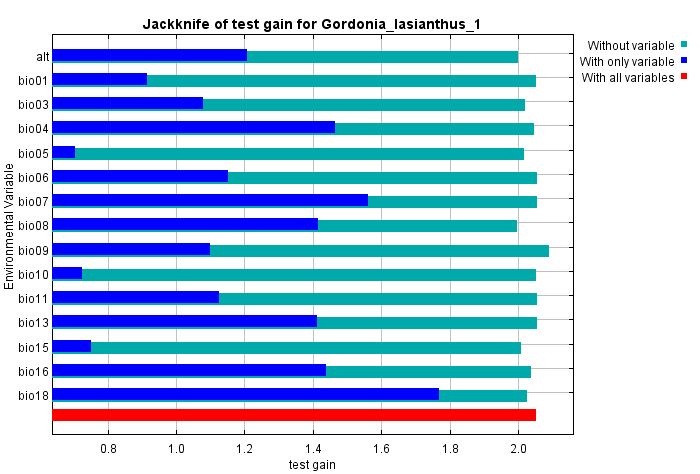 Jackknife of test gain for Gordonia_lasianthus_1
Without variable
With only variable
With all variables
Environmental Variable
alt
bio01
bio03
bio04
bio05
bio06
bio07
bio08
bio09
bio10
bio11
bio13
bio15
bio16
bio18
0.8 1.0 1.2 1.4 1.6 1.8 2.0
test gain